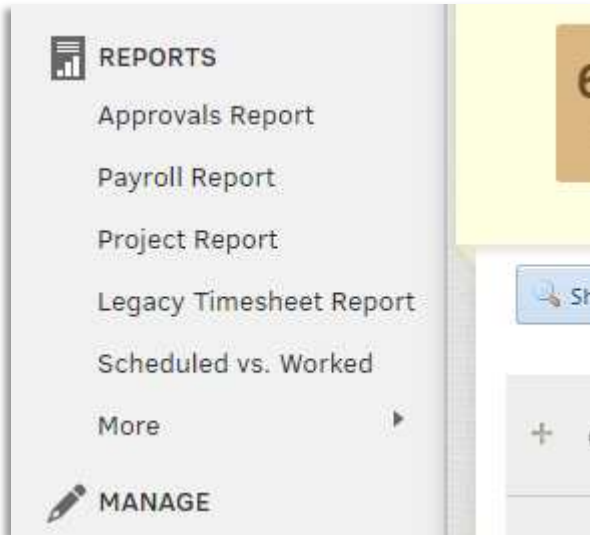 REPORTS
Approvals Report
Payroll Report
Project Report
Legacy Timesheet Report
Scheduled vs. Worked
More
MANAGE